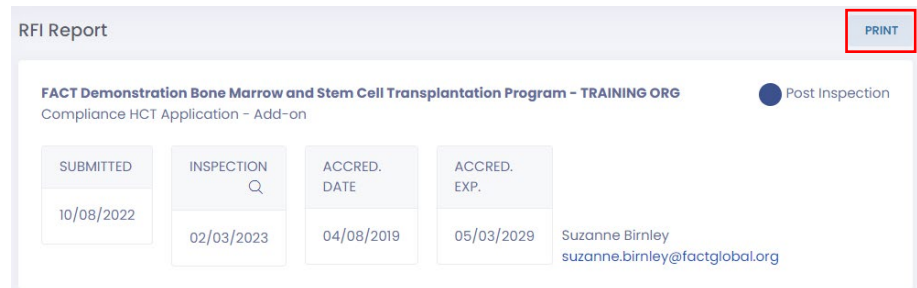 RFI Report
PRINT
FACT Demonstration Bone Marrow and Stem Cell Transplantation Program - TRAINING ORG
Post Inspection
Compliance HCT Application - Add-on
SUBMITTED
10/08/2022
INSPECTION
02/03/2023
ACCRED.
DATE
04/08/2019
ACCRED.
EXP.
05/03/2029
Suzanne Birnley
suzanne.birnley@factglobal.org